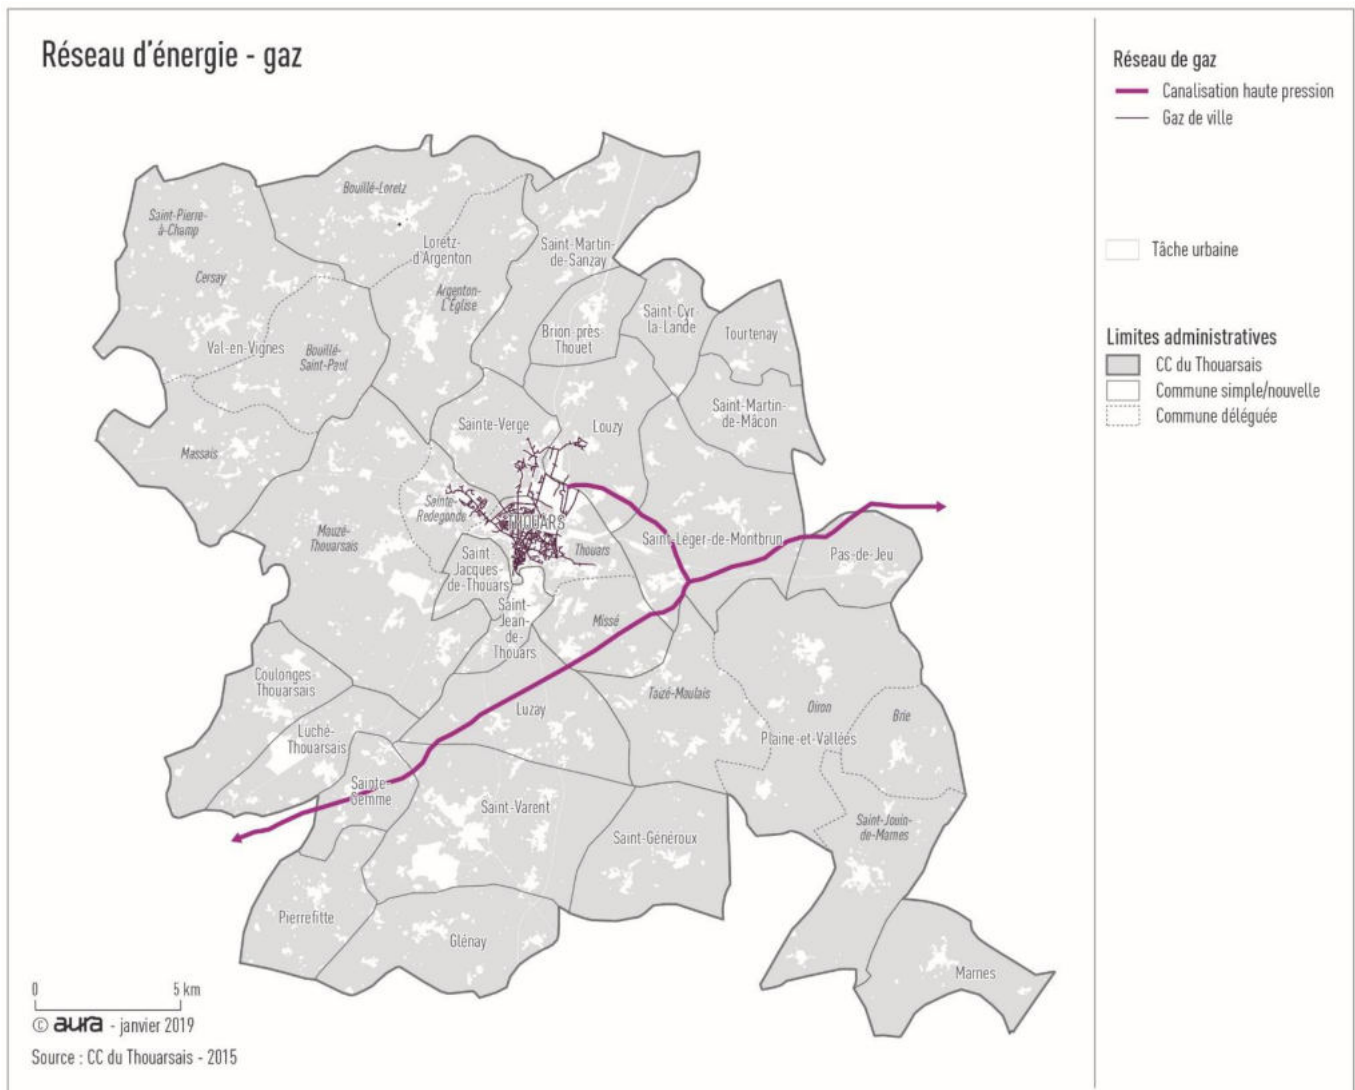 Réseau d'énergie - gaz
Réseau de gaz
Canalisation haute pression
Gaz de ville
Tâche urbaine
Limites administratives
CC du Thouarsais
Commune simple/nouvelle
Commune déléguée
Bouillé-Loretz
Saint-Pierre-
à-Champ
Loretz-
d'Argenton
Saint-Martin-
de-Sanzay
Cersay
Argenton-
L'Église
Saint-Cyr-
la-Lande
Brion-près-
Thouet
Tourtenay
Val-en-Vignes
Bouillé-
Saint-Paul
Saint-Martin-
de-Mâcon
Sainte-Verge
Louzy
Massais
Sainte-
Radegonde
THOUARS
Mauzé-
Thouarsais
Saint-Léger-de-Montbrun
Thouars
Pas-de-Jeu
Saint-
Jacques
de-Thouars
Saint-
Jean-
de-
Thouars
Missé
Coulonges
Thouarsais
Taizé-Maulais
Luzay
Oiron
Brie
Luché-
Thouarsais
Plaine-et-Vallées
Sainte-
Gemme
Saint-Varent
Saint-Généroux
Saint-Jouin-
de-Marnes
Pierrefitte
Glénay
Marnes
0 5 km
© aura - janvier 2019
Source : CC du Thouarsais - 2015